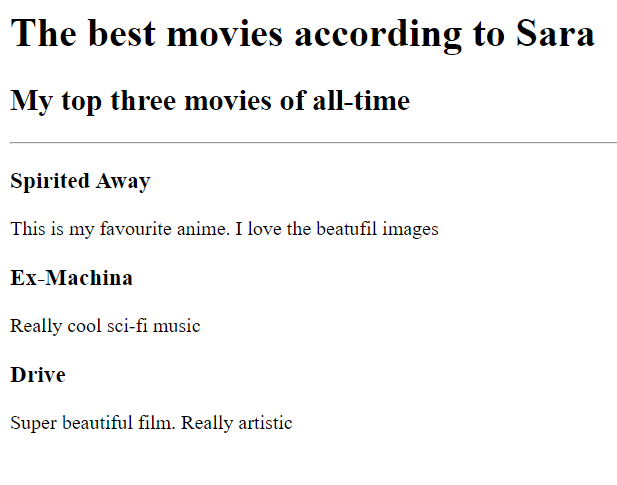 The best movies according to Sara
My top three movies of all-time
Spirited Away
This is my favourite anime. I love the beatufil images
Ex-Machina
Really cool sci-fi music
Drive
Super beautiful film. Really artistic